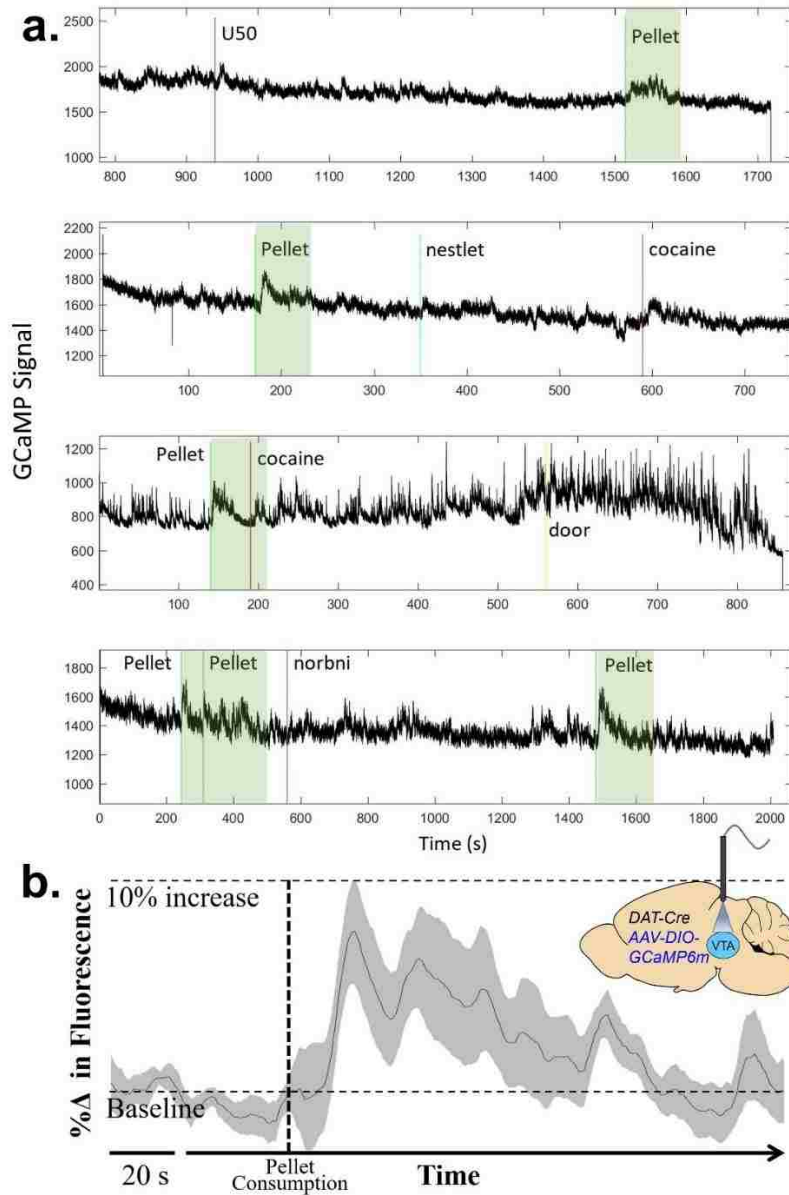 a.
2500
2000
1500
1000
U50
Pellet
800 900 1000 1100 1200 1300 1400 1500 1600 1700
2200
2000
1800
1600
1400
1200
Pellet
nestlet
cocaine
100 200 300 400 500 600 700
GCaMP Signal
1200
1000
800
600
400
Pellet
cocaine
door
100 200 300 400 500 600 700 800
1800
1600
1400
1200
1000
Pellet
Pellet
norbni
Pellet
0 200 400 600 800 1000 1200 1400 1600 1800 2000
Time (s)
b.
10% increase
%Δ in Fluorescence
Baseline
DAT-Cre
AAV-DIO-
GCaMP6m
VTA
20 s
Pellet
Consumption
Time